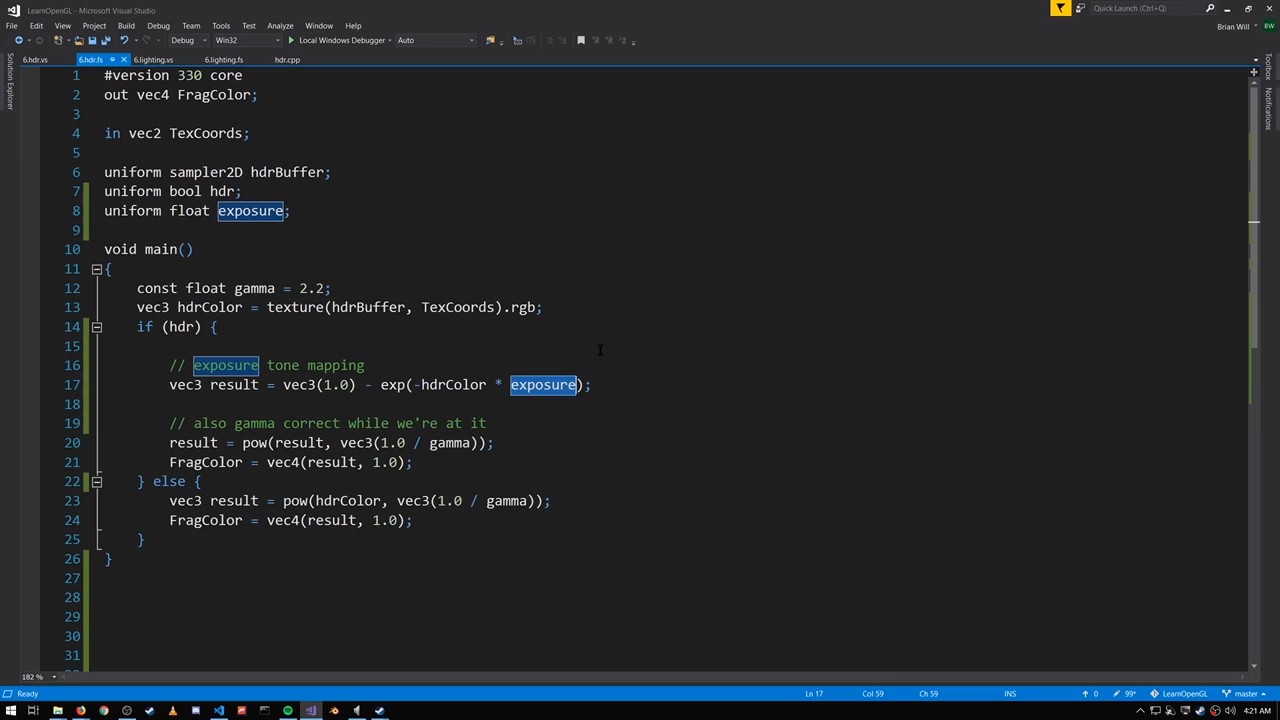 LearnOpenGL - Microsoft Visual Studio
Quick Launch (Ctrl+Q)
File Edit View Project Build Debug Team Tools Test Analyze Window Help
Brian Will BW
Debug Win32 Local Windows Debugger Auto
6.hdr.vs 6.hdr.fs 6.lighting.vs 6.lighting.fs hdr.cpp
Solution Explorer
Toolbox
Notifications
1 #version 330 core
2 out vec4 FragColor;
3
4 in vec2 TexCoords;
5
6 uniform sampler2D hdrBuffer;
7 uniform bool hdr;
8 uniform float exposure;
9
10 void main()
11 {
12 const float gamma = 2.2;
13 vec3 hdrColor = texture(hdrBuffer, TexCoords).rgb;
14 if (hdr) {
15
16 // exposure tone mapping
17 vec3 result = vec3(1.0) - exp(-hdrColor * exposure);
18
19 // also gamma correct while we're at it
20 result = pow(result, vec3(1.0 / gamma));
21 FragColor = vec4(result, 1.0);
22 } else {
23 vec3 result = pow(hdrColor, vec3(1.0 / gamma));
24 FragColor = vec4(result, 1.0);
25 }
26 }
27
28
29
30
31
182 %
Ready Ln 17 Col 59 Ch 59 INS 0 99+ LearnOpenGL master
4:21 AM